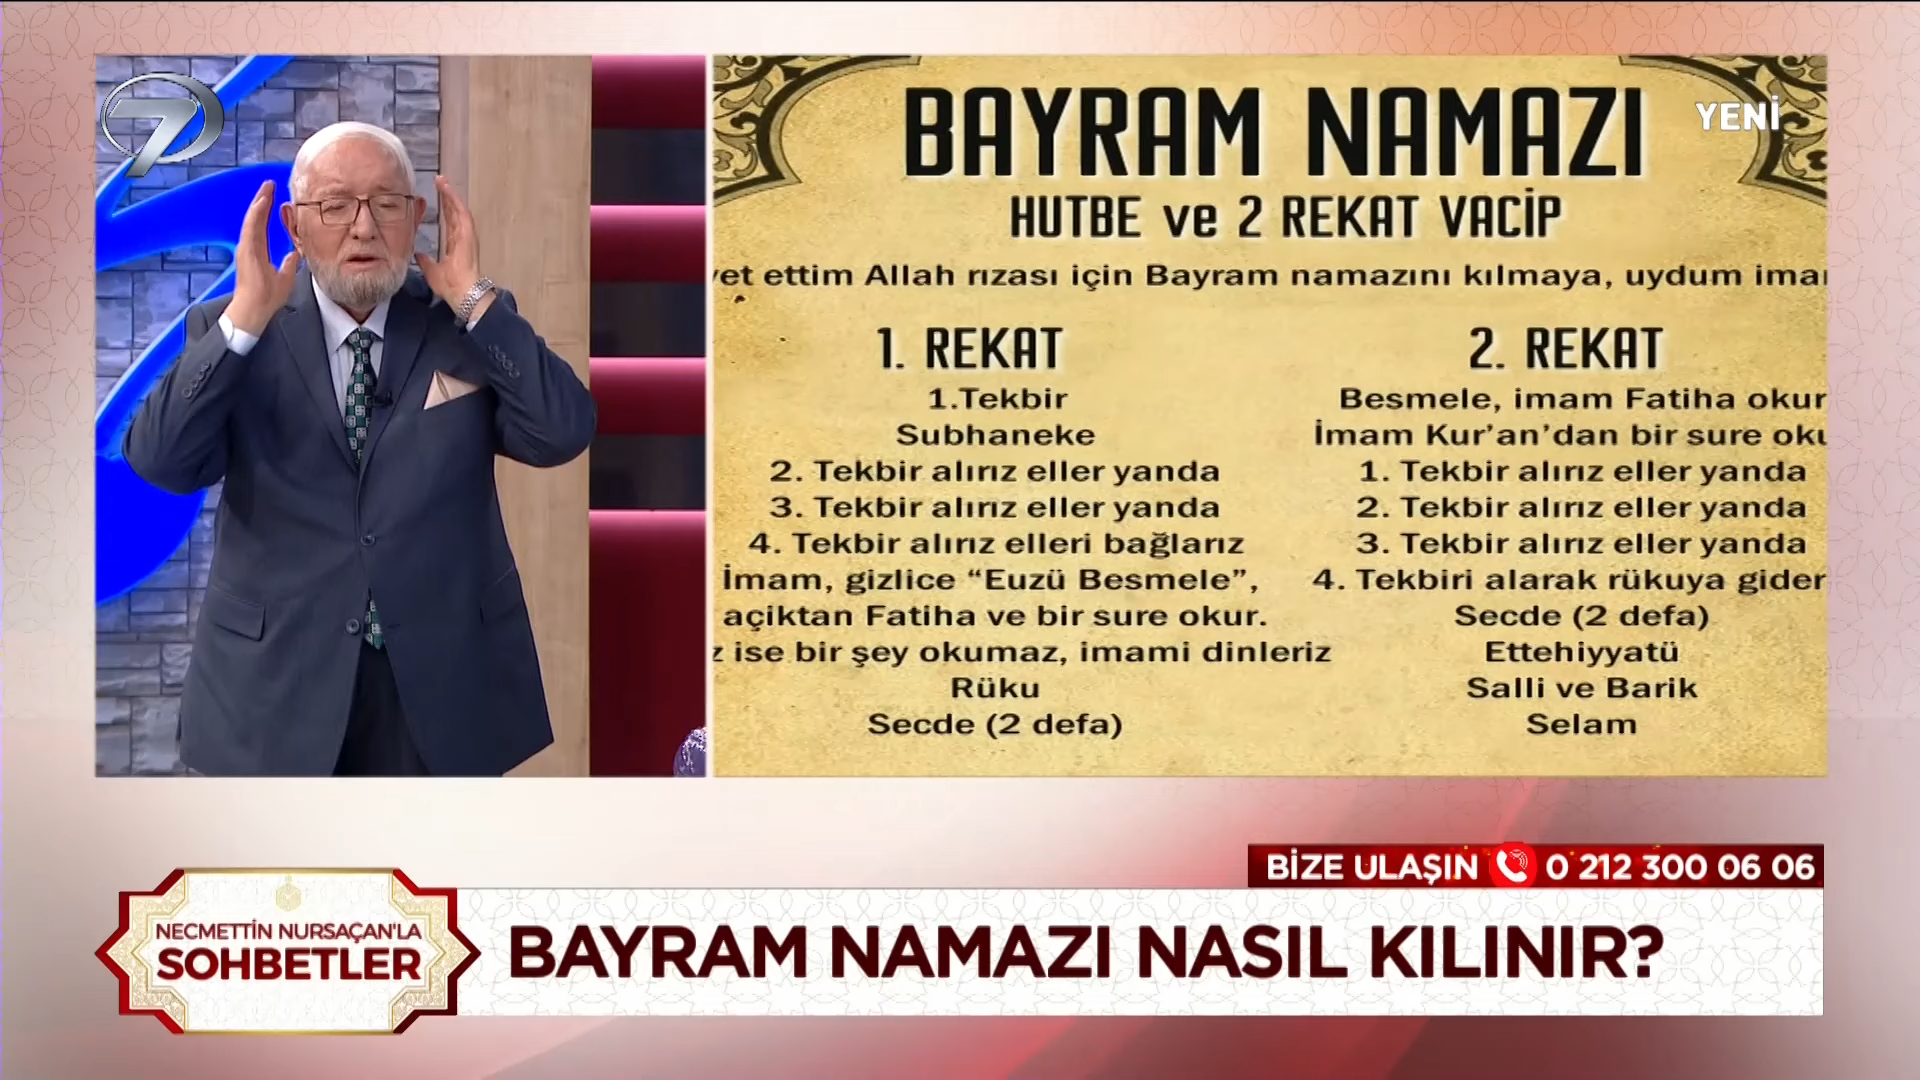 7
BAYRAM NAMAZI
YENİ
HUTBE ve 2 REKAT VACİP
ettim Allah rızası için Bayram namazını kılmaya, uydum
1. REKAT
1.Tekbir
Subhaneke
2. Tekbir alırız eller yanda
3. Tekbir alırız eller yanda
4. Tekbir alırız elleri bağlarız
İmam, gizlice “Euzü Besmele”,
açiktan Fatiha ve bir sure okur.
ise bir şey okumaz, imami dinleriz
Rüku
Secde (2 defa)
2. REKAT
Besmele, imam Fatiha okur
İmam Kur’an’dan bir sure
1. Tekbir alırız eller yanda
2. Tekbir alırız eller yanda
3. Tekbir alırız eller yanda
4. Tekbiri alarak rükuya gider
Secde (2 defa)
Ettehiyyatü
Salli ve Barik
Selam
BİZE ULAŞIN 0 212 300 06 06
NECMETTİN NURSAÇAN'LA
SOHBETLER
BAYRAM NAMAZI NASIL KILINIR?